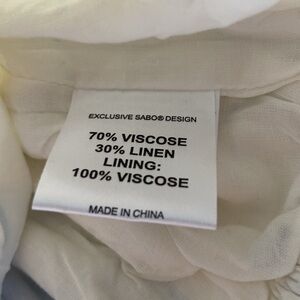 EXCLUSIVE SABO® DESIGN
70% VISCOSE
30% LINEN
LINING:
100% VISCOSE
MADE IN CHINA